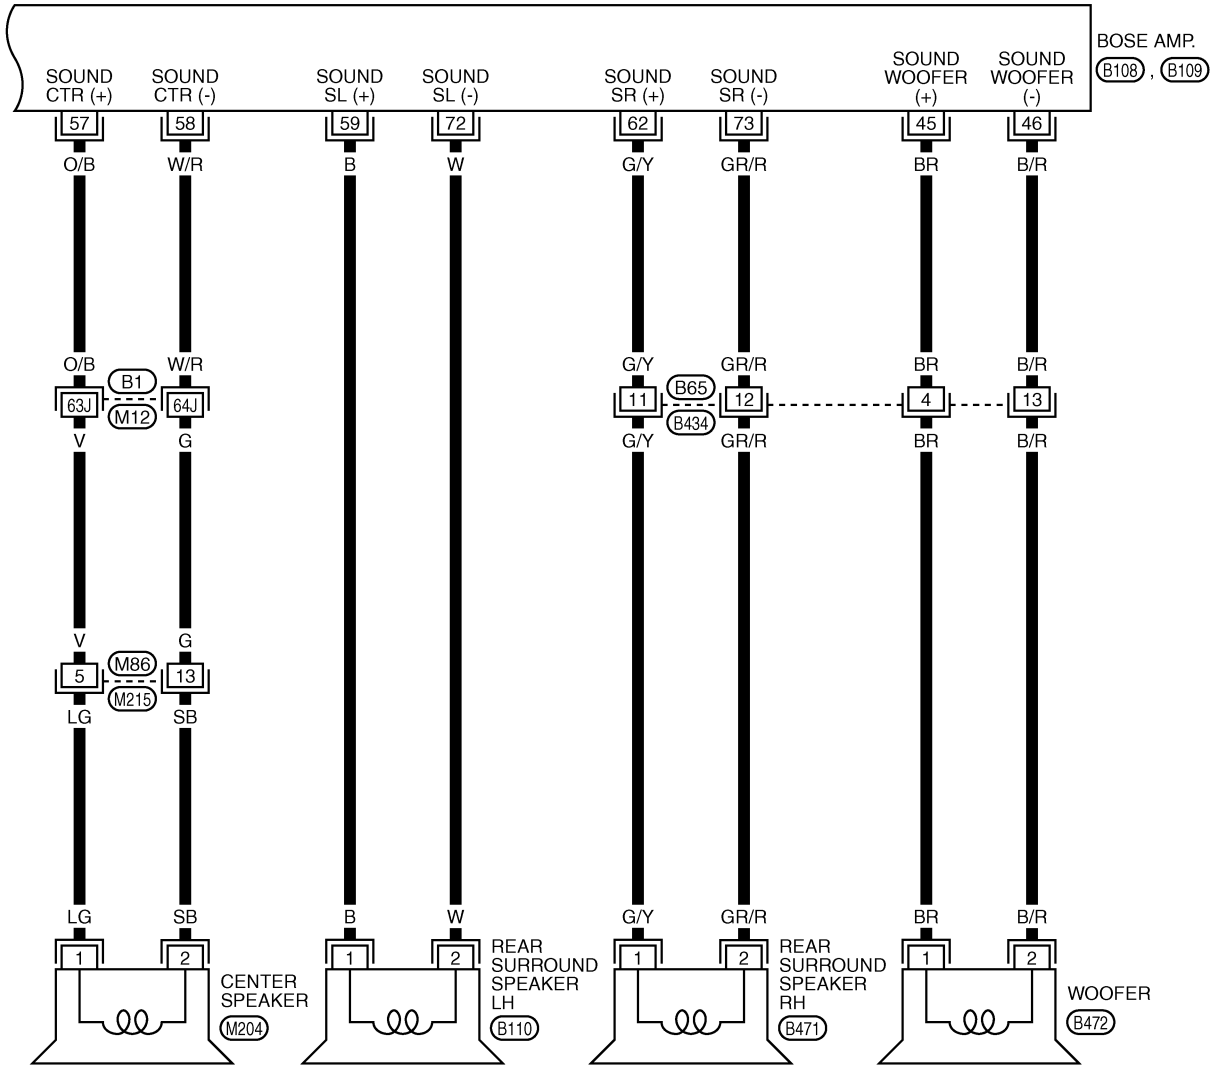 BOSE AMP.
B108 , B109
SOUND CTR (+)
SOUND CTR (-)
SOUND SL (+)
SOUND SL (-)
SOUND SR (+)
SOUND SR (-)
SOUND WOOFER (+)
SOUND WOOFER (-)
57 58 59 72 62 73 45 46
O/B W/R B W G/Y GR/R BR B/R
O/B W/R G/Y GR/R BR B/R
B1 B65
63J 64J 11 12 4 13
M12 B434
V G G/Y GR/R BR B/R
V G
M86
5 13
M215
LG SB
LG SB B W G/Y GR/R BR B/R
1 2 1 2 1 2 1 2
CENTER
SPEAKER
M204
REAR
SURROUND
SPEAKER
LH
B110
REAR
SURROUND
SPEAKER
RH
B471
WOOFER
B472